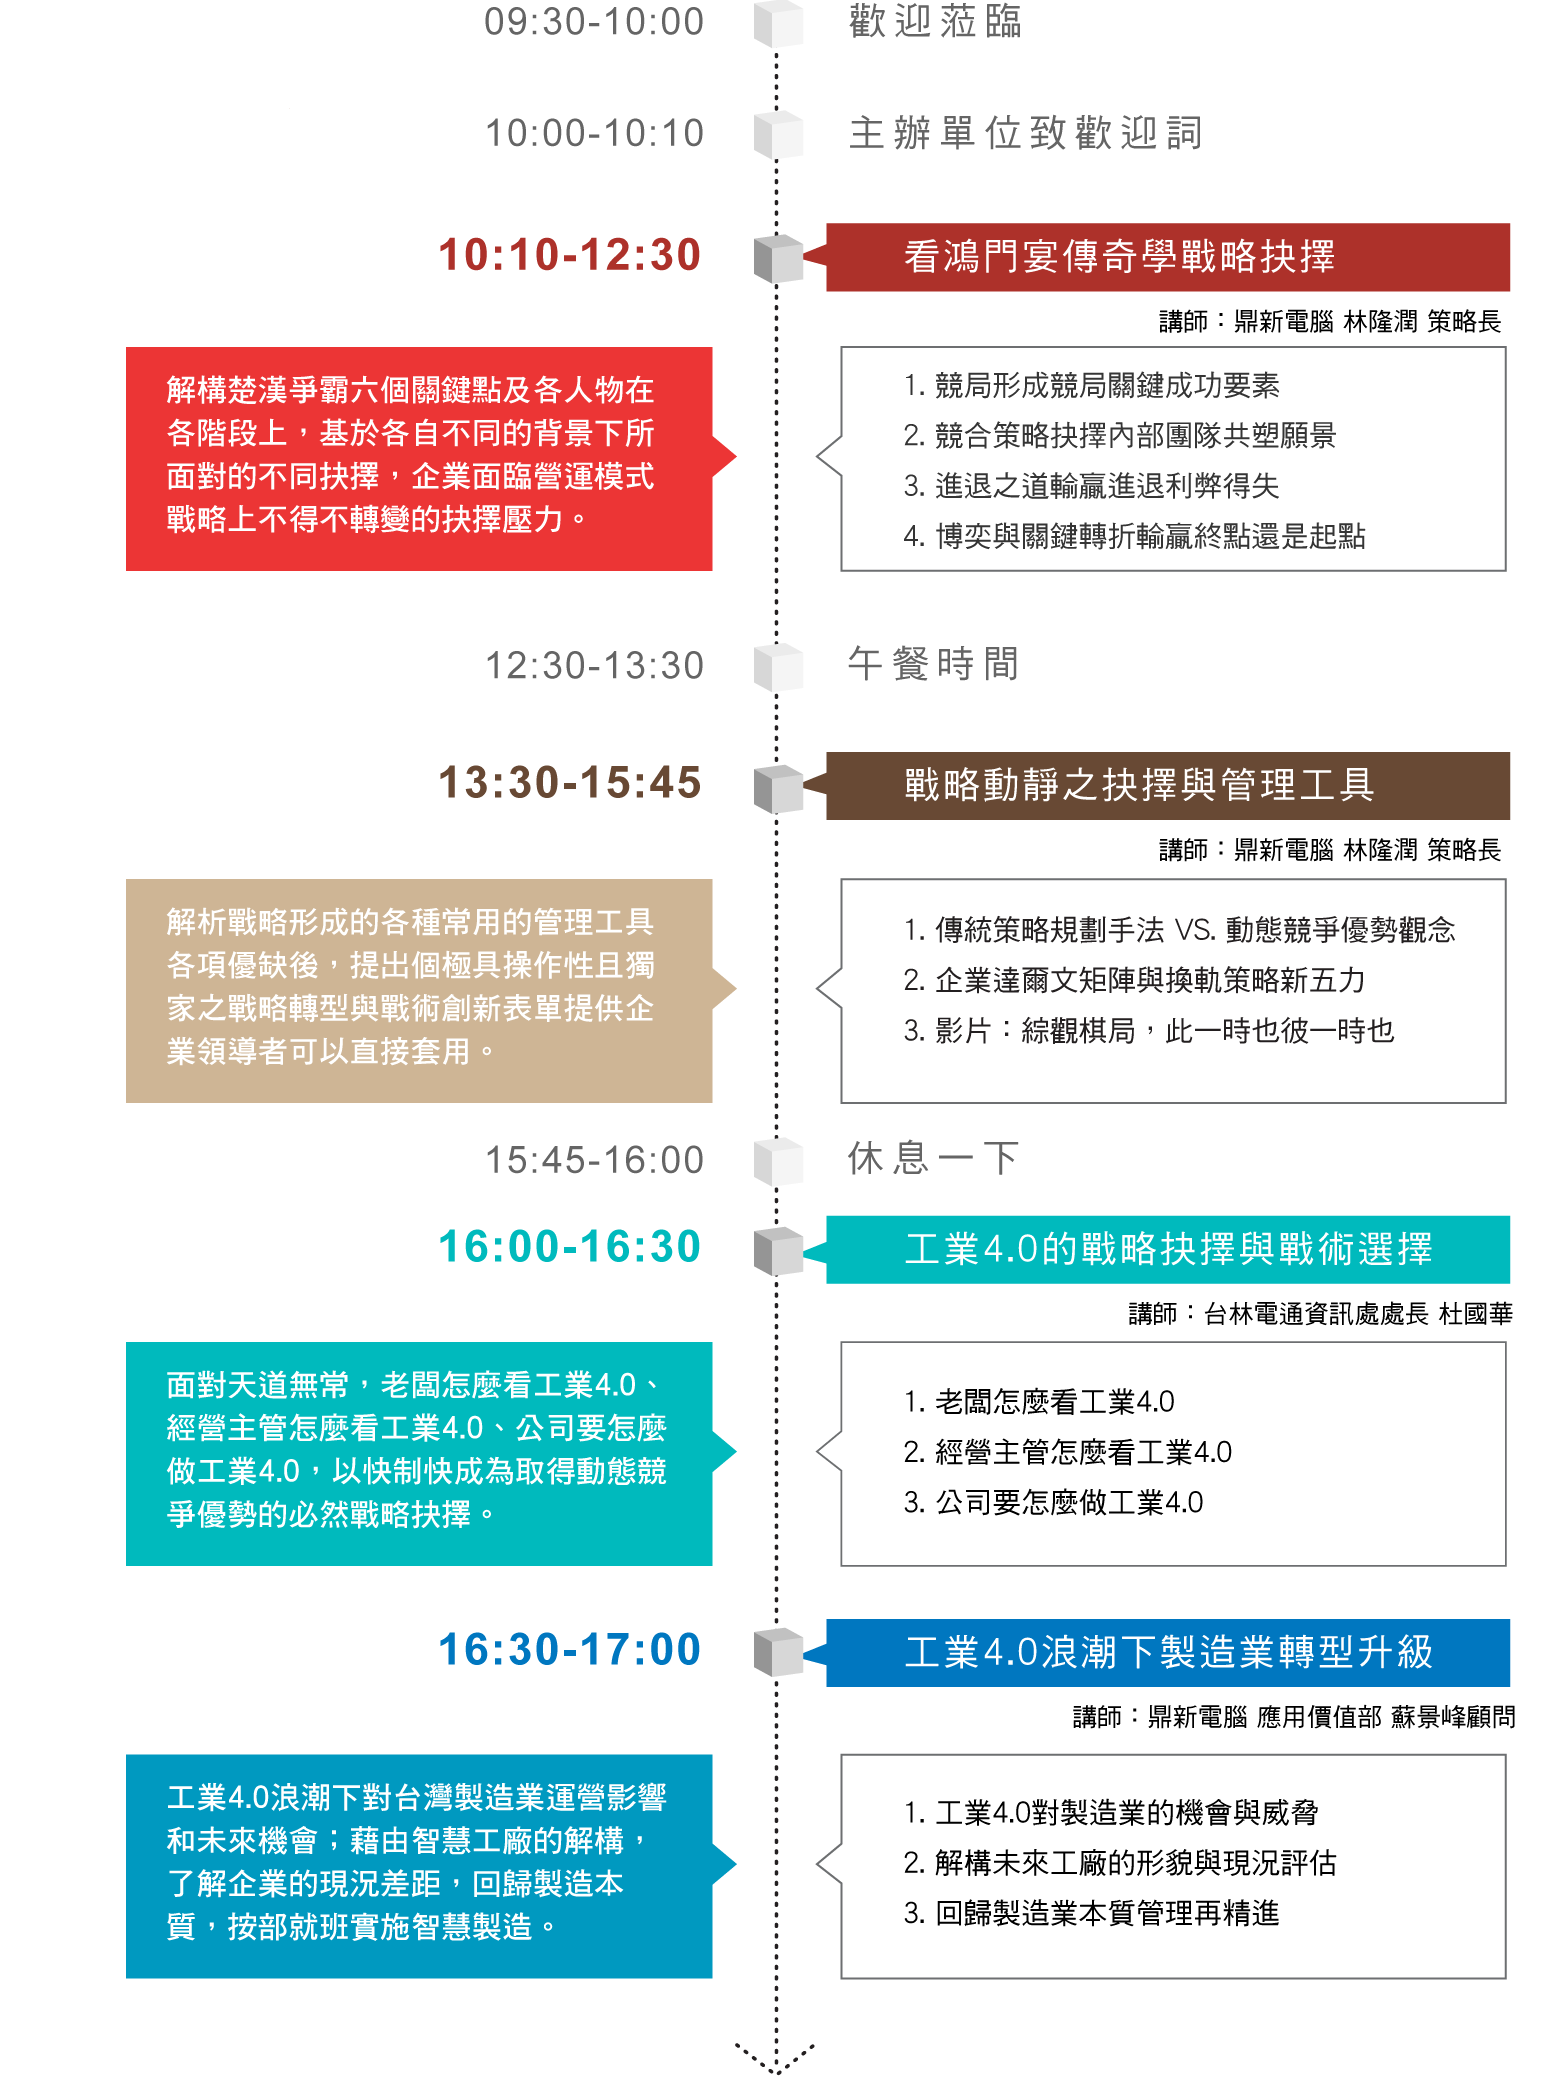 09:30-10:00
歡迎蒞臨
10:00-10:10
主辦單位致歡迎詞
10:10-12:30
看鴻門宴傳奇學戰略抉擇
講師：鼎新電腦 林隆潤 策略長
解構楚漢爭霸六個關鍵點及各人物在
各階段上，基於各自不同的背景下所
面對的不同抉擇，企業面臨營運模式
戰略上不得不轉變的抉擇壓力。
1. 競局形成競局關鍵成功要素
2. 競合策略抉擇內部團隊共塑願景
3. 進退之道輸贏進退利弊得失
4. 博奕與關鍵轉折輸贏終點還是起點
12:30-13:30
午餐時間
13:30-15:45
戰略動靜之抉擇與管理工具
講師：鼎新電腦 林隆潤 策略長
解析戰略形成的各種常用的管理工具
各項優缺後，提出個極具操作性且獨
家之戰略轉型與戰術創新表單提供企
業領導者可以直接套用。
1. 傳統策略規劃手法 VS. 動態競爭優勢觀念
2. 企業達爾文矩陣與換軌策略新五力
3. 影片：綜觀棋局，此一時也彼一時也
15:45-16:00
休息一下
16:00-16:30
工業4.0的戰略抉擇與戰術選擇
講師：台林電通資訊處處長 杜國華
面對天道無常，老闆怎麼看工業4.0、
經營主管怎麼看工業4.0、公司要怎麼
做工業4.0，以快制快成為取得動態競
爭優勢的必然戰略抉擇。
1. 老闆怎麼看工業4.0
2. 經營主管怎麼看工業4.0
3. 公司要怎麼做工業4.0
16:30-17:00
工業4.0浪潮下製造業轉型升級
講師：鼎新電腦 應用價值部 蘇景峰顧問
工業4.0浪潮下對台灣製造業運營影響
和未來機會；藉由智慧工廠的解構，
了解企業的現況差距，回歸製造本
質，按部就班實施智慧製造。
1. 工業4.0對製造業的機會與威脅
2. 解構未來工廠的形貌與現況評估
3. 回歸製造業本質管理再精進